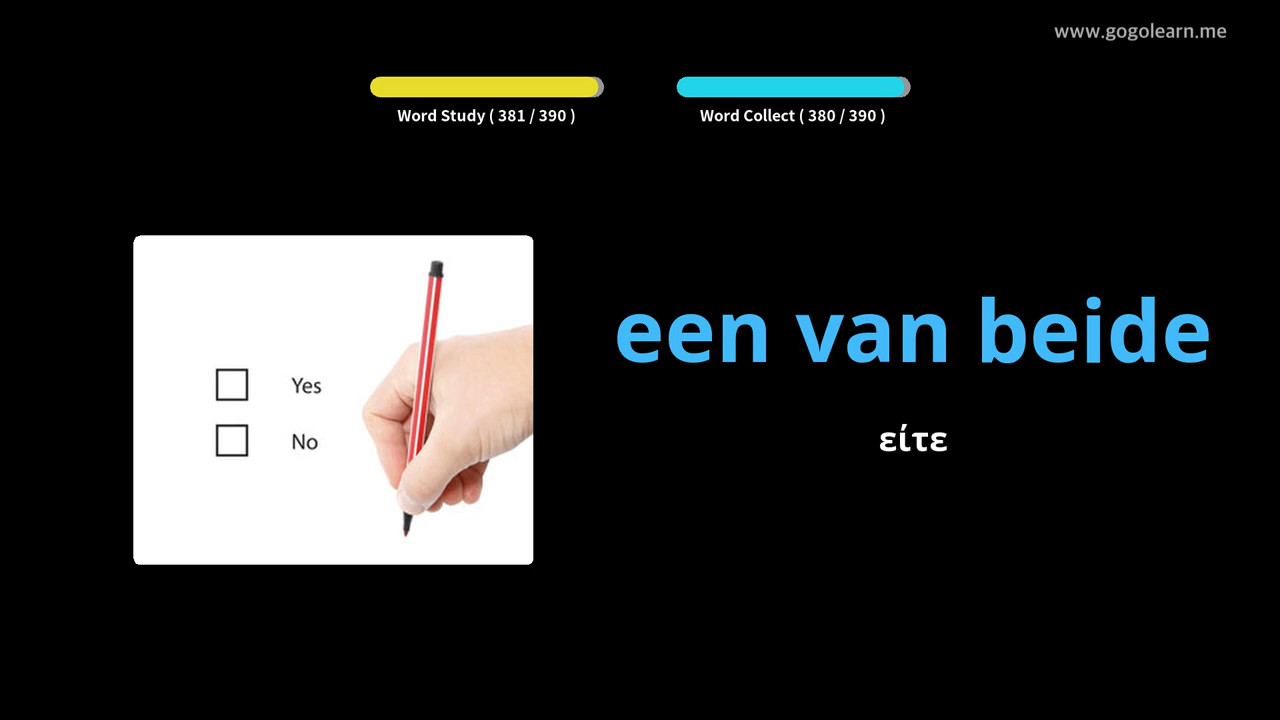 www.gogolearn.me
Word Study ( 381 / 390 )
Word Collect ( 380 / 390 )
Yes
No
een van beide
είτε